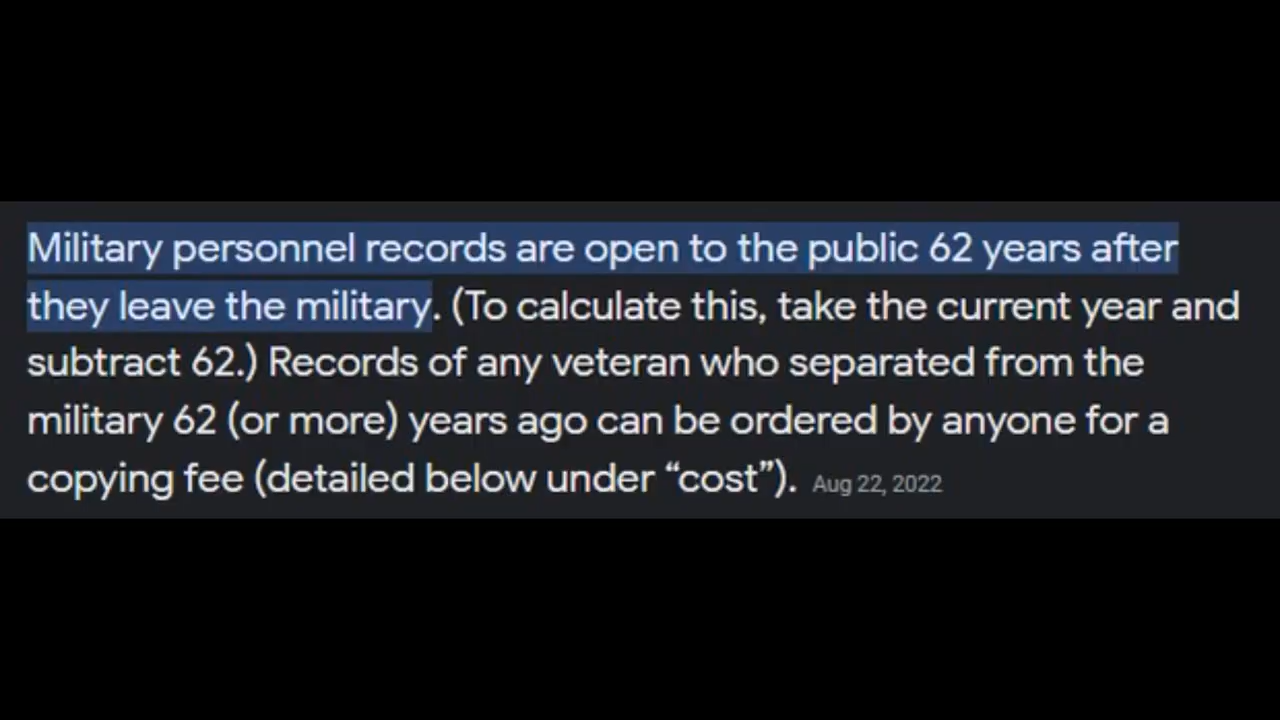 Military personnel records are open to the public 62 years after
they leave the military. (To calculate this, take the current year and
subtract 62.) Records of any veteran who separated from the
military 62 (or more) years ago can be ordered by anyone for a
copying fee (detailed below under “cost”). Aug 22, 2022